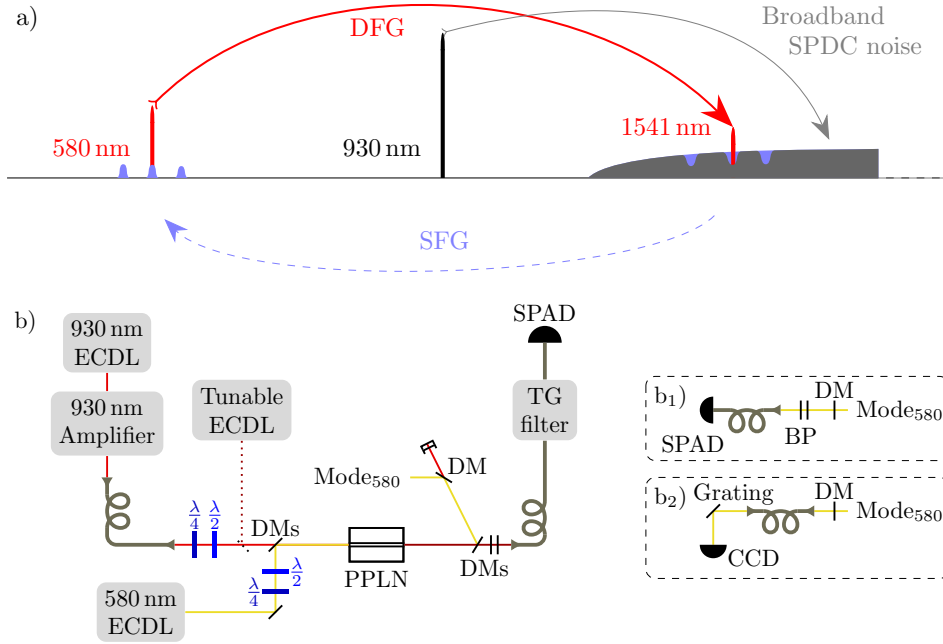 a)
DFG
Broadband
SPDC noise
580 nm
930 nm
1541 nm
SFG
b)
930 nm
ECDL
930 nm
Amplifier
Tunable
ECDL
SPAD
TG
filter
Mode₅₈₀
DM
λ/4
λ/2
DMs
PPLN
DMs
λ/4
λ/2
580 nm
ECDL
b₁)
DM
Mode₅₈₀
SPAD
BP
b₂)
Grating
DM
Mode₅₈₀
CCD